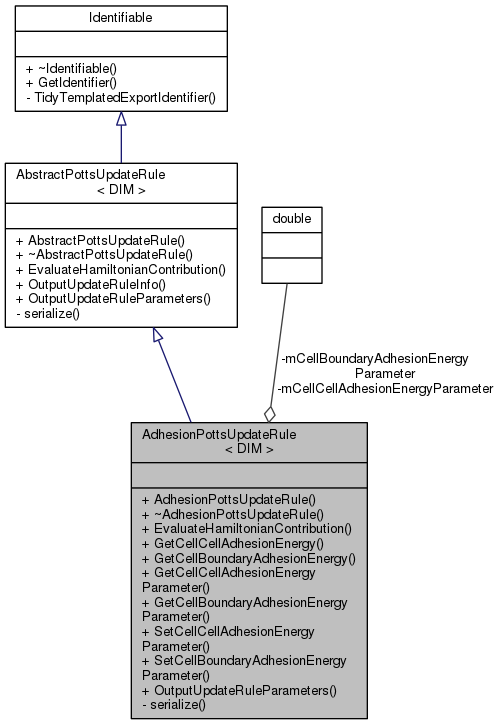 Identifiable
+ ~Identifiable()
+ GetIdentifier()
- TidyTemplatedExportIdentifier()
AbstractPottsUpdateRule
< DIM >
+ AbstractPottsUpdateRule()
+ ~AbstractPottsUpdateRule()
+ EvaluateHamiltonianContribution()
+ OutputUpdateRuleInfo()
+ OutputUpdateRuleParameters()
- serialize()
double
-mCellBoundaryAdhesionEnergy
Parameter
-mCellCellAdhesionEnergyParameter
AdhesionPottsUpdateRule
< DIM >
+ AdhesionPottsUpdateRule()
+ ~AdhesionPottsUpdateRule()
+ EvaluateHamiltonianContribution()
+ GetCellCellAdhesionEnergy()
+ GetCellBoundaryAdhesionEnergy()
+ GetCellCellAdhesionEnergy
Parameter()
+ GetCellBoundaryAdhesionEnergy
Parameter()
+ SetCellCellAdhesionEnergy
Parameter()
+ SetCellBoundaryAdhesionEnergy
Parameter()
+ OutputUpdateRuleParameters()
- serialize()